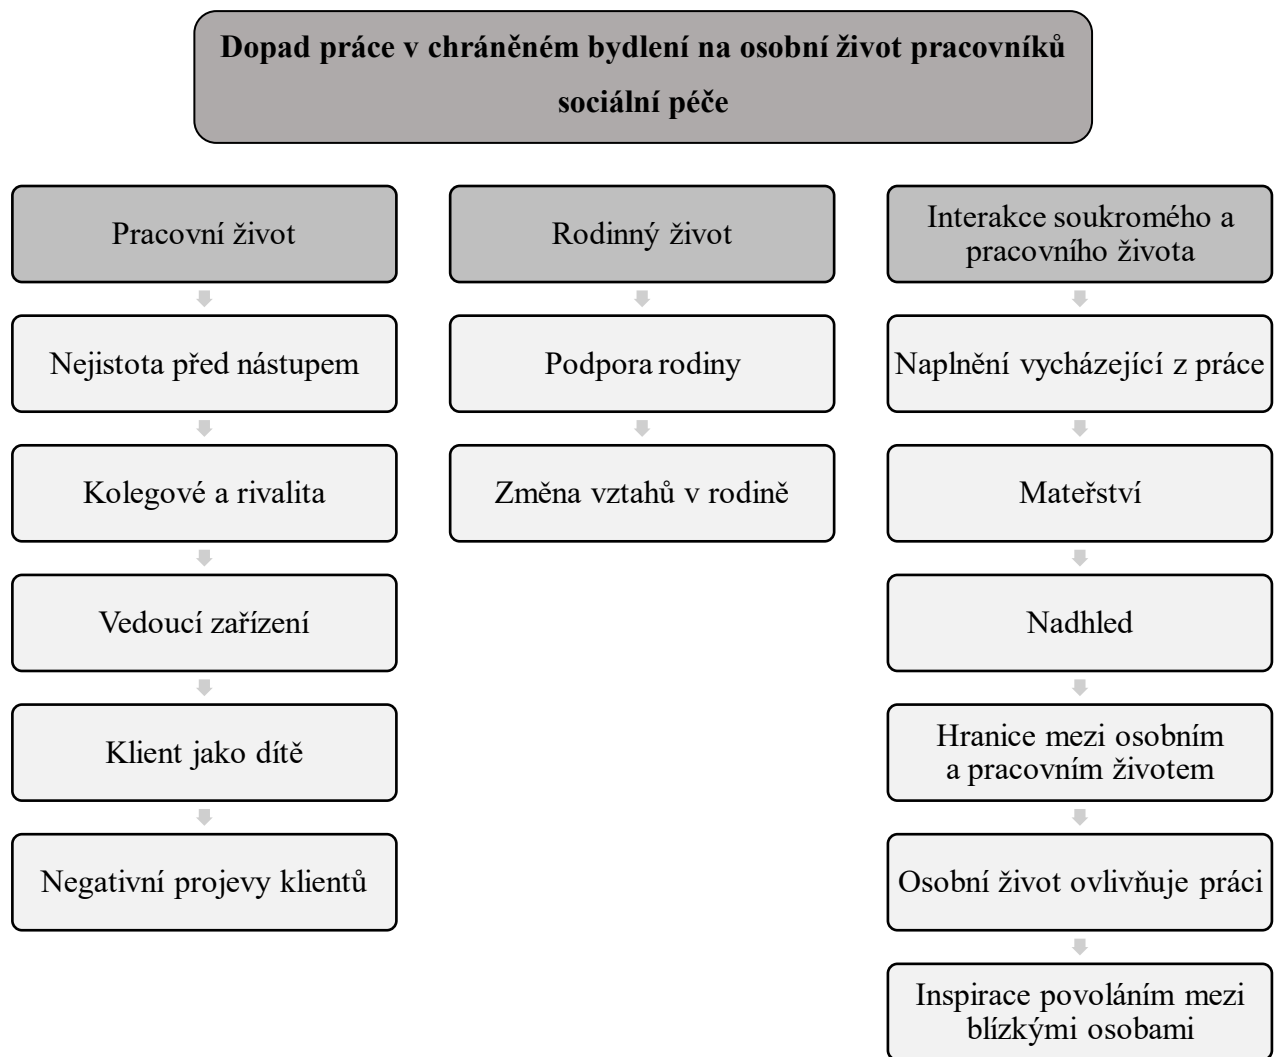 Dopad práce v chráněném bydlení na osobní život pracovníků
sociální péče
Pracovní život
Nejistota před nástupem
Kolegové a rivalita
Vedoucí zařízení
Klient jako dítě
Negativní projevy klientů
Rodinný život
Podpora rodiny
Změna vztahů v rodině
Interakce soukromého a
pracovního života
Naplnění vycházející z práce
Mateřství
Nadhled
Hranice mezi osobním
a pracovním životem
Osobní život ovlivňuje práci
Inspirace povoláním mezi
blízkými osobami